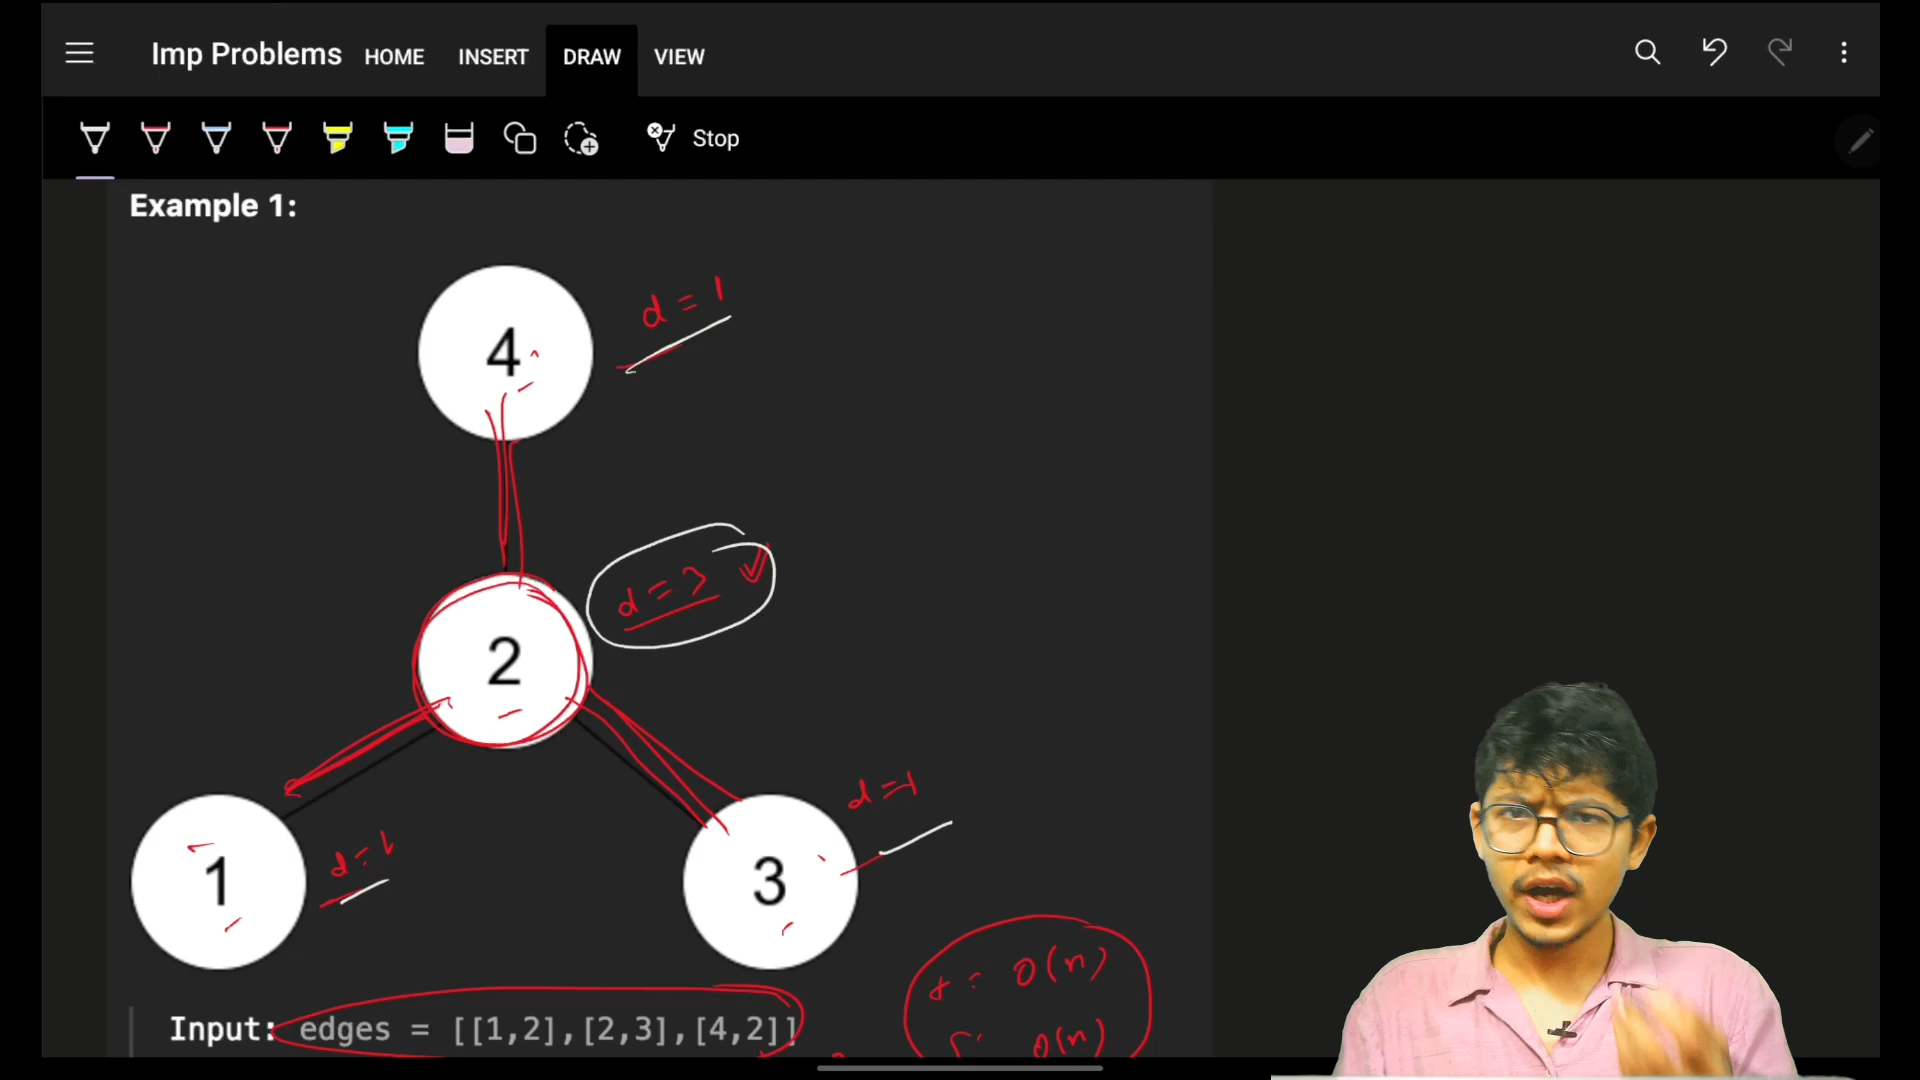 Imp Problems HOME INSERT DRAW VIEW
Stop
Example 1:
4
d = 1
d = 3
2
d = 1
1
d = 1
3
t : O(n)
Input: edges = [[1,2],[2,3],[4,2]]
S: O(n)